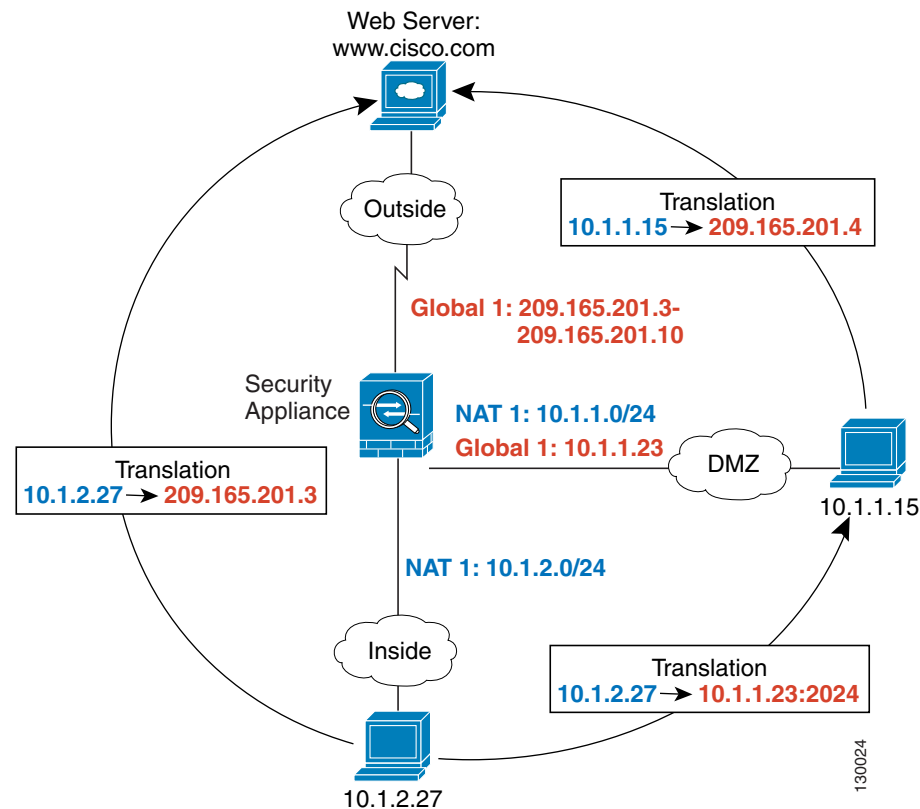 Web Server:
www.cisco.com
Outside
Translation
10.1.1.15 → 209.165.201.4
Global 1: 209.165.201.3-
209.165.201.10
Security
Appliance
NAT 1: 10.1.1.0/24
Global 1: 10.1.1.23
DMZ
10.1.1.15
Translation
10.1.2.27 → 209.165.201.3
NAT 1: 10.1.2.0/24
Inside
Translation
10.1.2.27 → 10.1.1.23:2024
10.1.2.27
130024